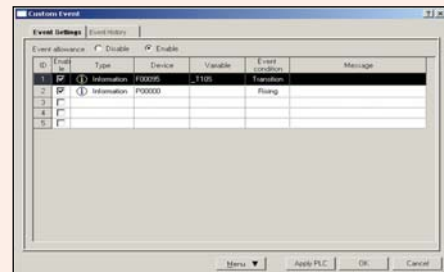 Custom Event
Event Settings Event History
Event allowance Disable Enable
ID Enable Type Device Variable Event condition Message
1 Information F00095 _T10S Transition
2 Information P00000 Rising
3
4
5
Menu Apply PLC OK Cancel